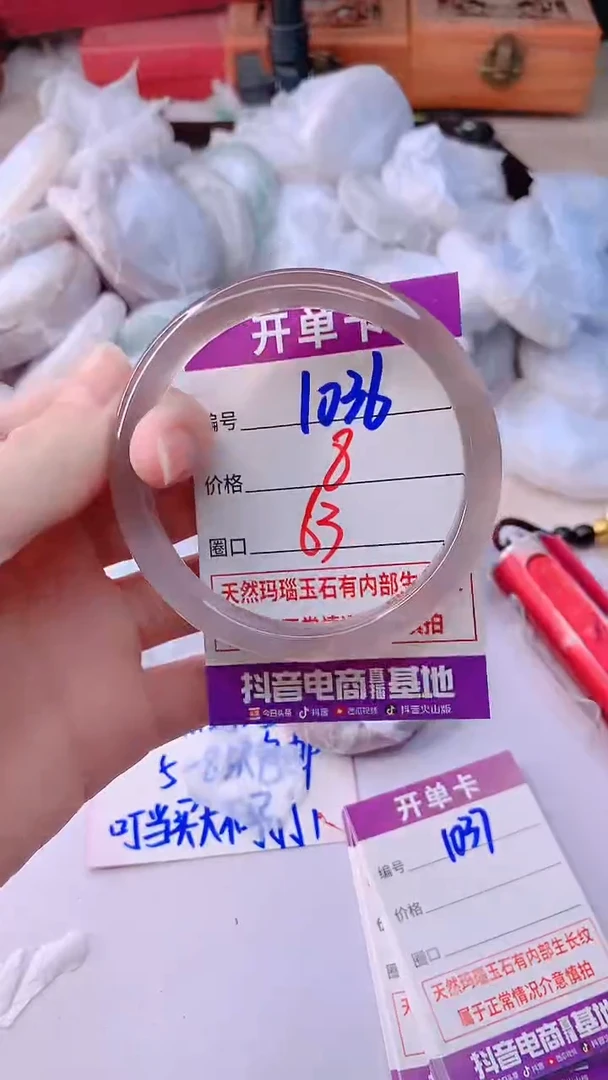 开单卡
编号 1036
价格 8
圈口 63
天然玛瑙玉石有内部生
抖音电商直播基地
今日头条 抖音 西瓜视频 抖音火山版
叮当买大
开单卡
编号 1037
价格
圈口
天然玛瑙玉石有内部生长纹
属于正常情况介意慎拍
抖音电商直播基地